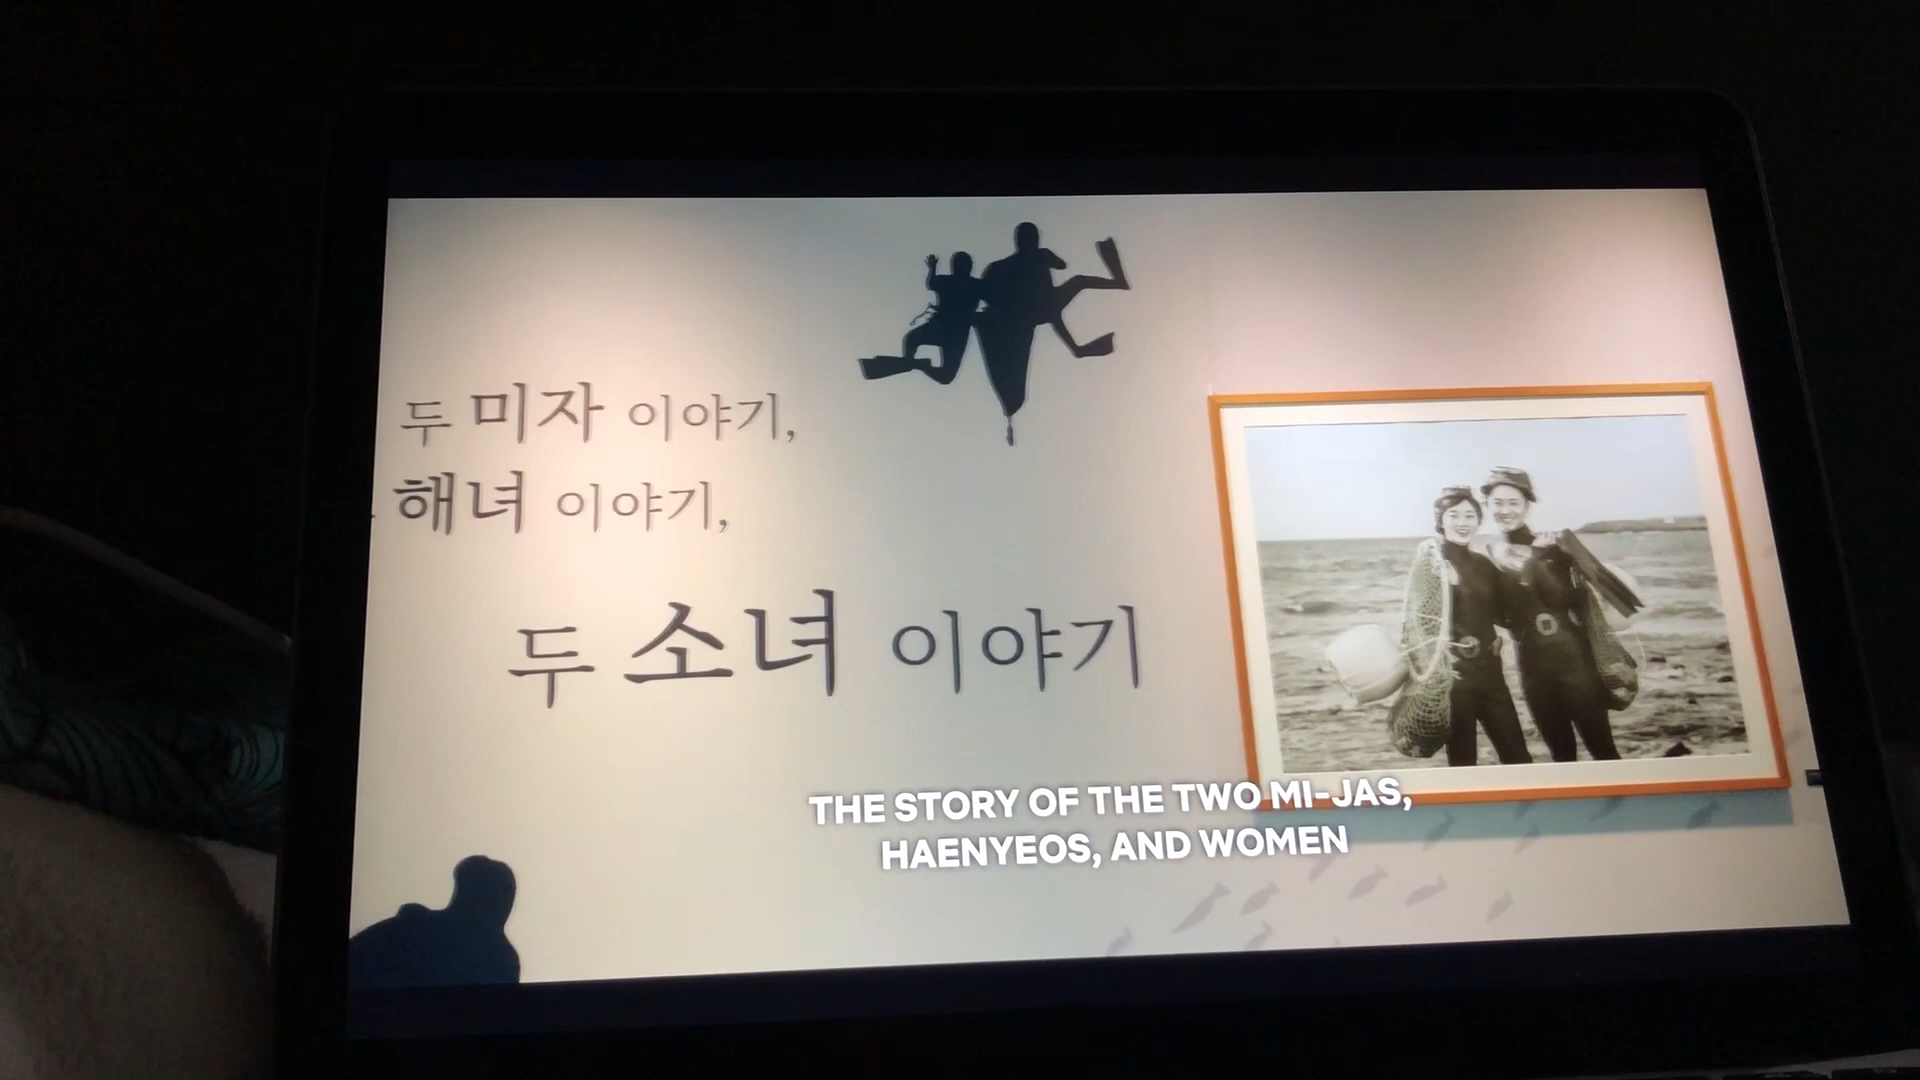 두 미자 이야기,
해녀 이야기,
두 소녀 이야기
THE STORY OF THE TWO MI-JAS,
HAENYEOS, AND WOMEN